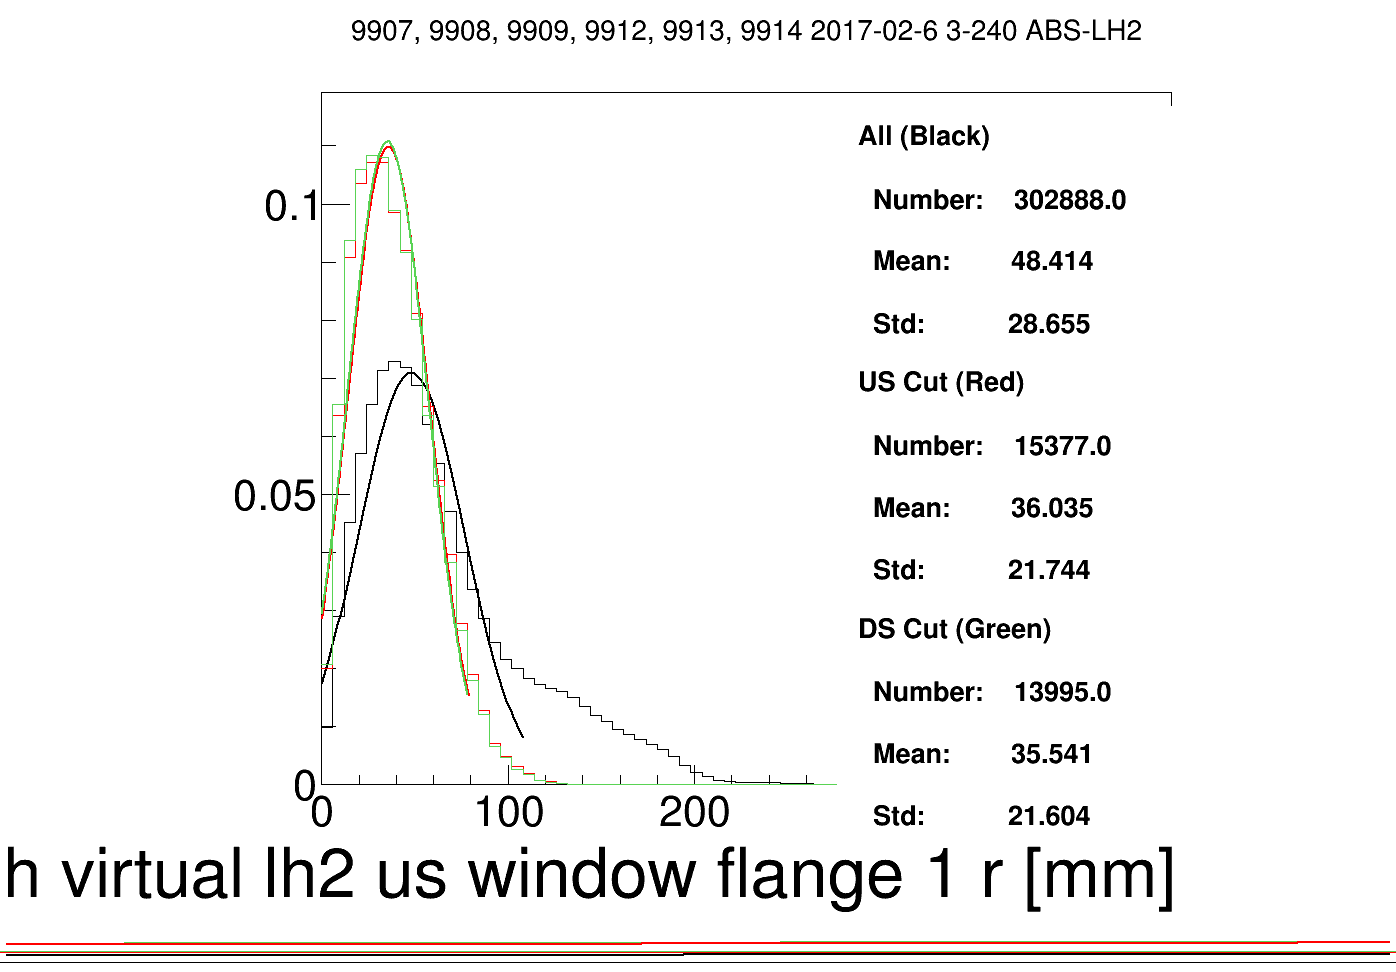 9907, 9908, 9909, 9912, 9913, 9914 2017-02-6 3-240 ABS-LH2
All (Black)
Number: 302888.0
Mean: 48.414
Std: 28.655
US Cut (Red)
Number: 15377.0
Mean: 36.035
Std: 21.744
DS Cut (Green)
Number: 13995.0
Mean: 35.541
Std: 21.604
0.1
0.05
0
0 100 200
h virtual lh2 us window flange 1 r [mm]